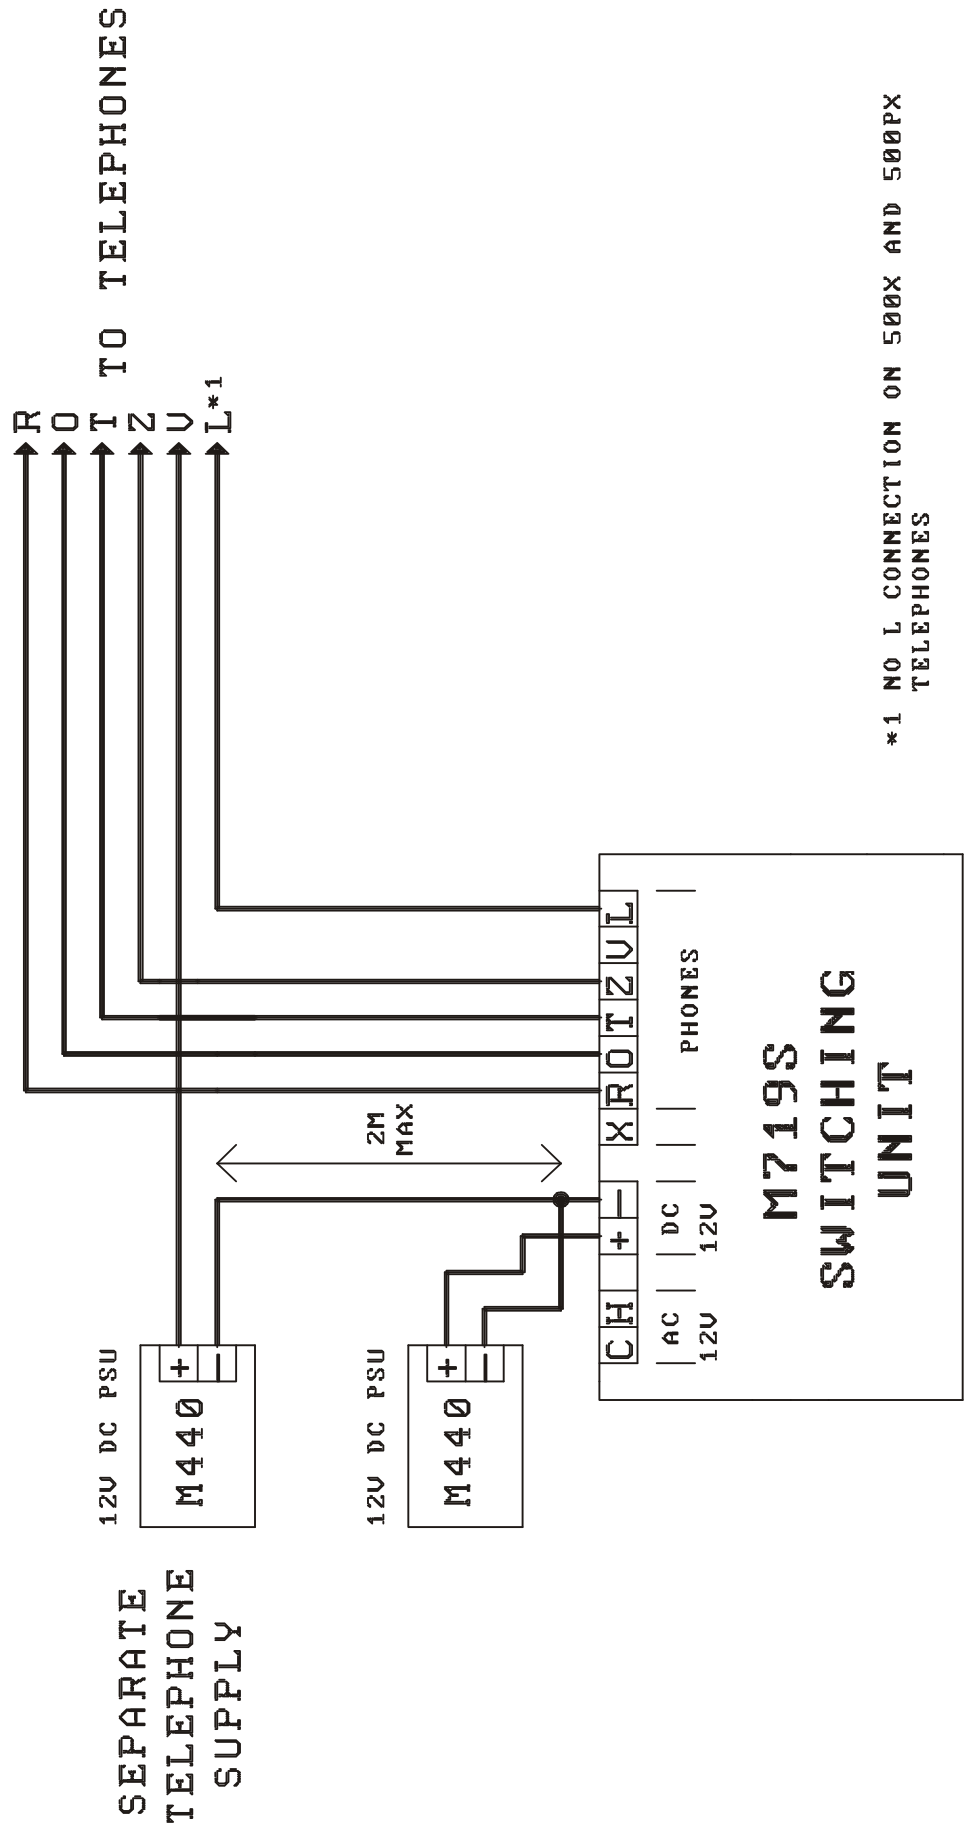 SEPARATE
TELEPHONE
SUPPLY
12V DC PSU
M440
+
-
R
O
T
Z
V
L*1
TO TELEPHONES
12V DC PSU
M440
+
-
2M
MAX
C H + - X R O T Z V L
AC
12V
DC
12V
PHONES
M719S
SWITCHING
UNIT
*1 NO L CONNECTION ON 500X AND 500PX
TELEPHONES